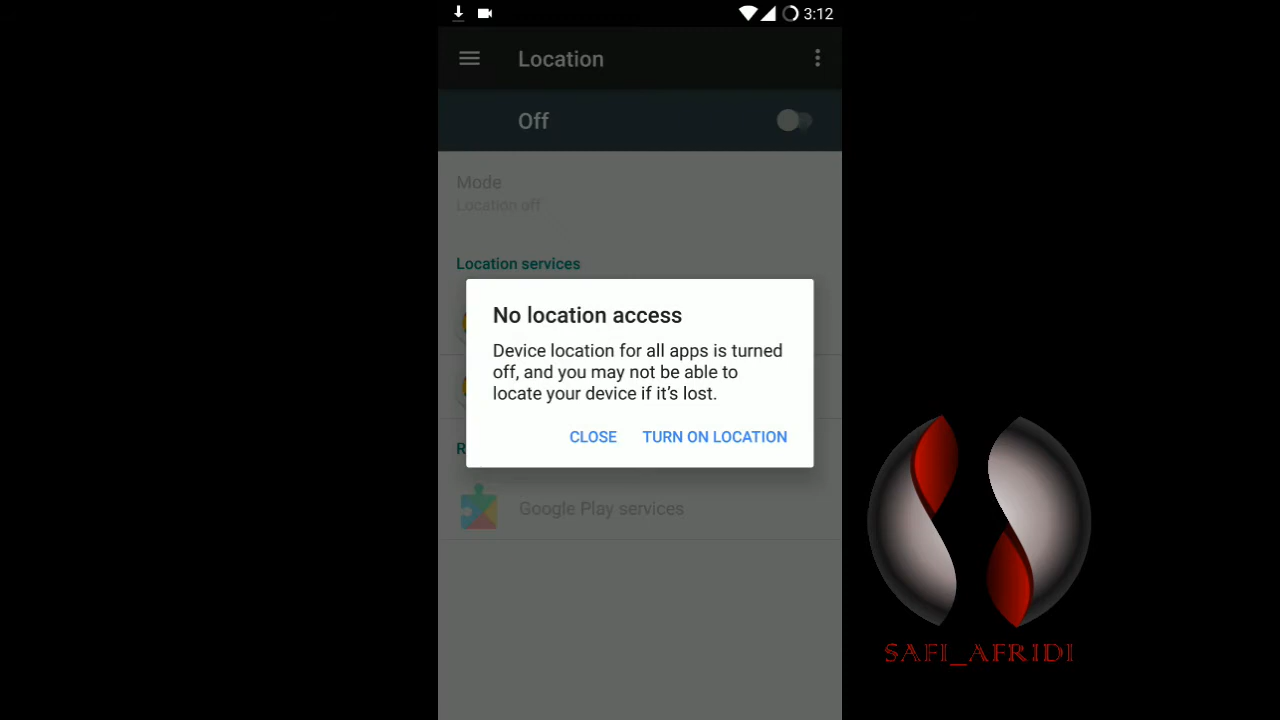 3:12
Location
Off
Mode
Location off
Location services
No location access
Device location for all apps is turned
off, and you may not be able to
locate your device if it’s lost.
CLOSE TURN ON LOCATION
R
Google Play services
SAFI_AFRIDI